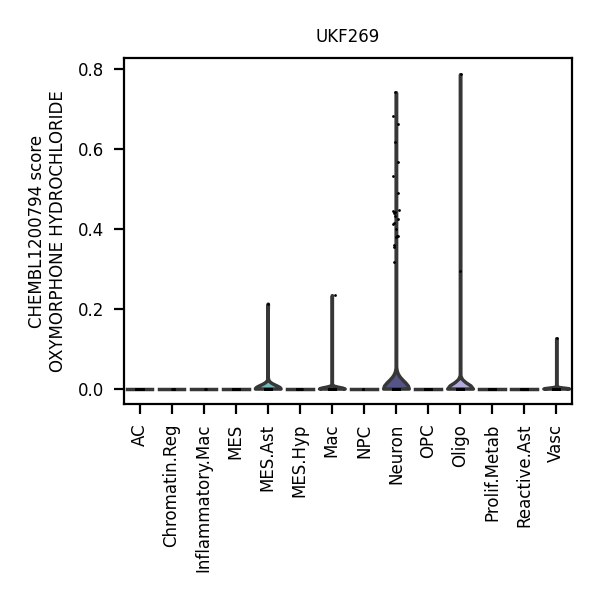 UKF269
CHEMBL1200794 score
OXYMORPHONE HYDROCHLORIDE
0.8
0.6
0.4
0.2
0.0
AC
Chromatin.Reg
Inflammatory.Mac
MES
MES.Ast
MES.Hyp
Mac
NPC
Neuron
OPC
Oligo
Prolif.Metab
Reactive.Ast
Vasc